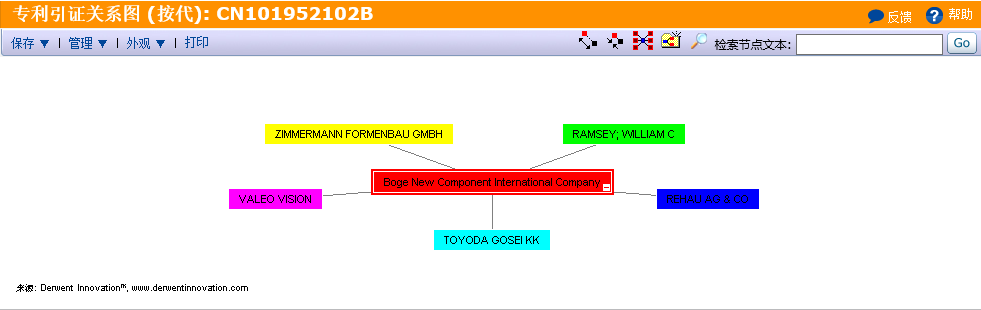 专利引证关系图 (按代): CN101952102B
反馈
帮助
保存
管理
外观
打印
检索节点文本:
Go
ZIMMERMANN FORMENBAU GMBH
RAMSEY; WILLIAM C
Boge New Component International Company
VALEO VISION
REHAU AG & CO
TOYODA GOSEI KK
来源: Derwent Innovation℠, www.derwentinnovation.com